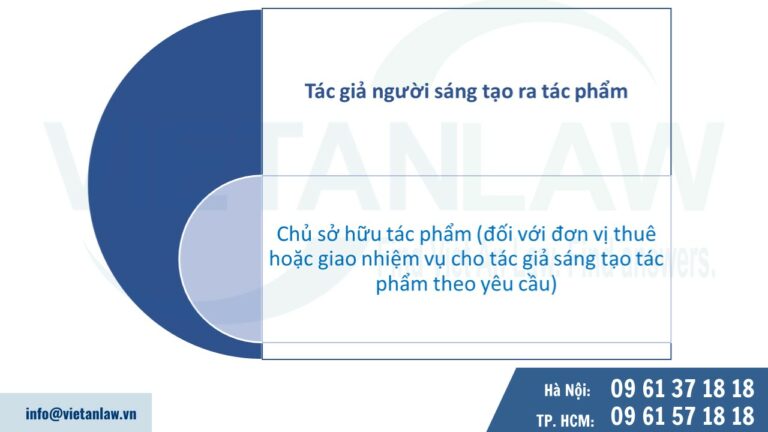 Tác giả người sáng tạo ra tác phẩm
VIETANLAW
Chủ sở hữu tác phẩm (đối với đơn vị thuê
hoặc giao nhiệm vụ cho tác giả sáng tạo tác
phẩm theo yêu cầu)
answers.
info@vietanlaw.vn
Hà Nội: 09 61 37 18 18
TP. HCM: 09 61 57 18 18